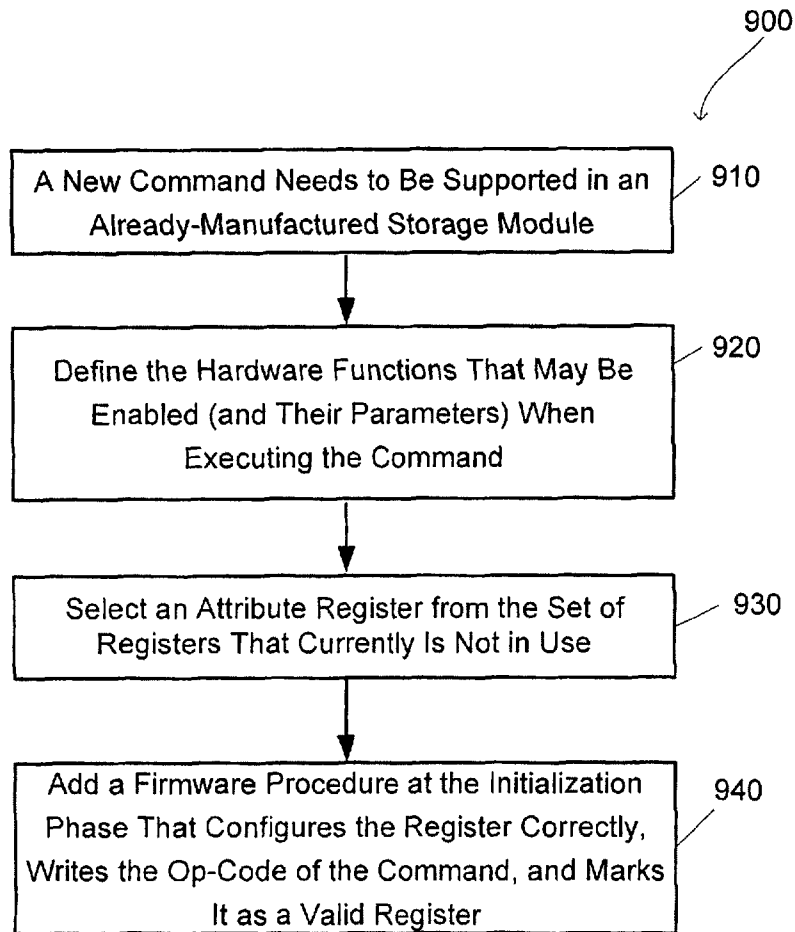 900
A New Command Needs to Be Supported in an
Already-Manufactured Storage Module
910
Define the Hardware Functions That May Be
Enabled (and Their Parameters) When
Executing the Command
920
Select an Attribute Register from the Set of
Registers That Currently Is Not in Use
930
Add a Firmware Procedure at the Initialization
Phase That Configures the Register Correctly,
Writes the Op-Code of the Command, and Marks
It as a Valid Register
940